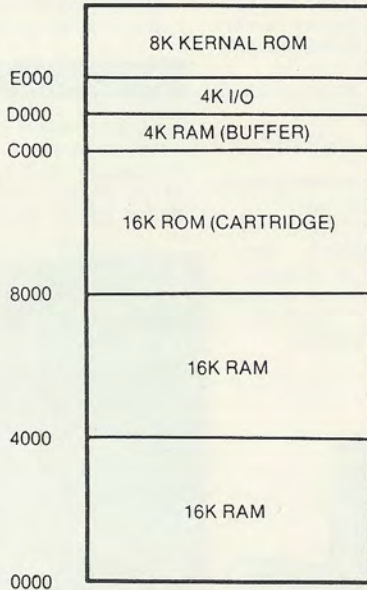 8K KERNAL ROM
E000
4K I/O
D000
4K RAM (BUFFER)
C000
16K ROM (CARTRIDGE)
8000
16K RAM
4000
16K RAM
0000